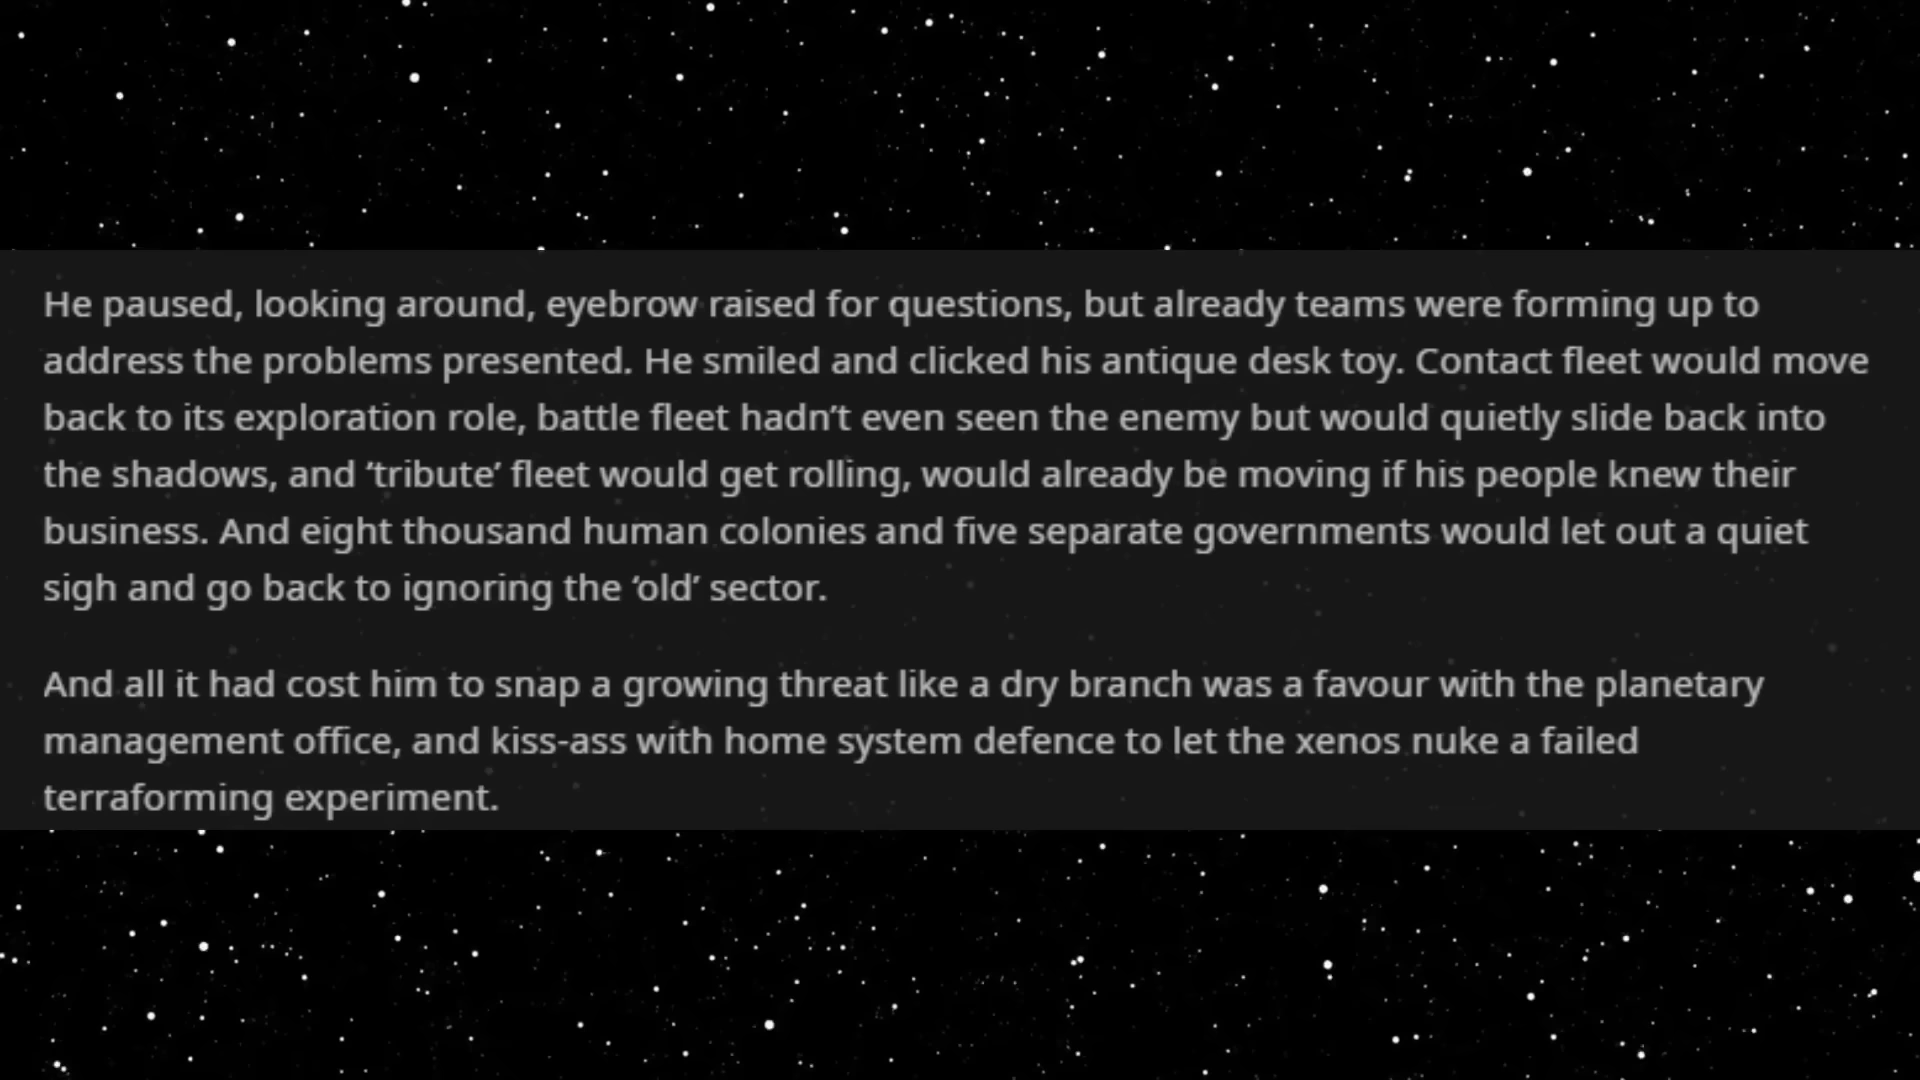 He paused, looking around, eyebrow raised for questions, but already teams were forming up to
address the problems presented. He smiled and clicked his antique desk toy. Contact fleet would move
back to its exploration role, battle fleet hadn’t even seen the enemy but would quietly slide back into
the shadows, and ‘tribute’ fleet would get rolling, would already be moving if his people knew their
business. And eight thousand human colonies and five separate governments would let out a quiet
sigh and go back to ignoring the ‘old’ sector.
And all it had cost him to snap a growing threat like a dry branch was a favour with the planetary
management office, and kiss-ass with home system defence to let the xenos nuke a failed
terraforming experiment.